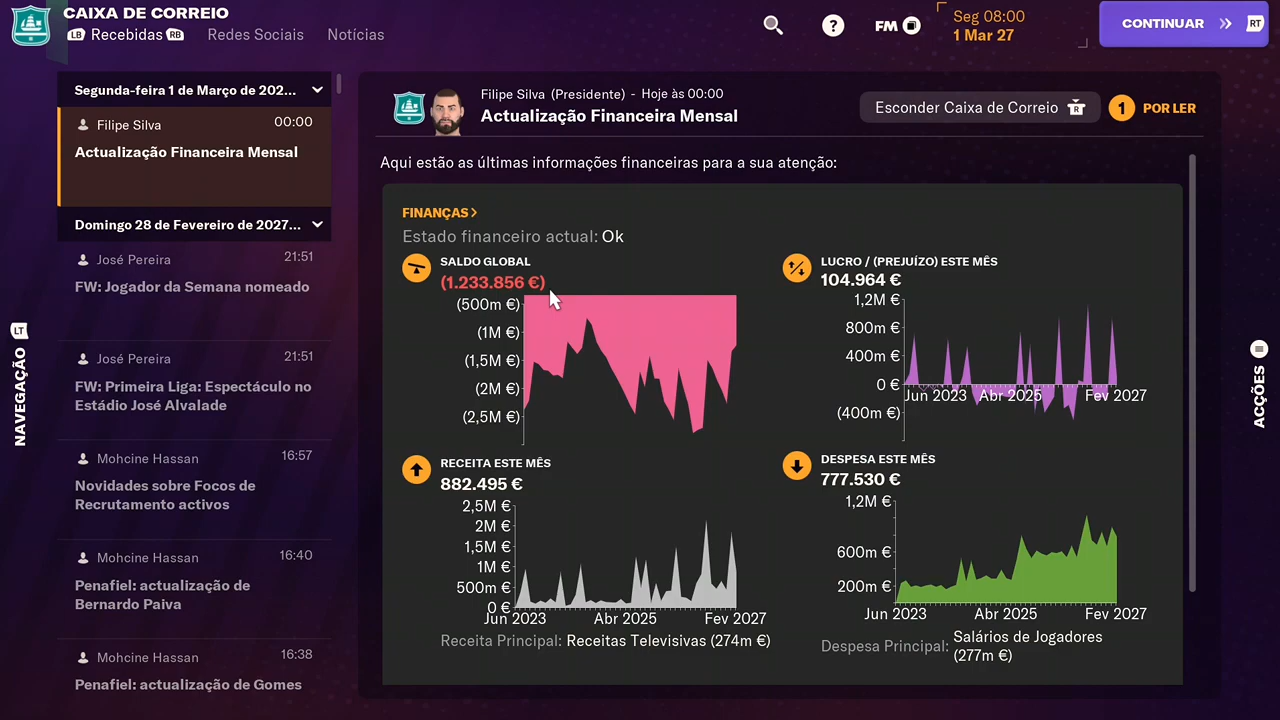 CAIXA DE CORREIO
LB Recebidas RB Redes Sociais Notícias
FM
Seg 08:00
1 Mar 27
CONTINUAR RT
Segunda-feira 1 de Março de 202...
Filipe Silva 00:00
Actualização Financeira Mensal
Domingo 28 de Fevereiro de 2027...
José Pereira 21:51
FW: Jogador da Semana nomeado
José Pereira 21:51
FW: Primeira Liga: Espectáculo no
Estádio José Alvalade
Mohcine Hassan 16:57
Novidades sobre Focos de
Recrutamento activos
Mohcine Hassan 16:40
Penafiel: actualização de
Bernardo Paiva
Mohcine Hassan 16:38
Penafiel: actualização de Gomes
LT
NAVEGAÇÃO
Filipe Silva (Presidente) - Hoje às 00:00
Actualização Financeira Mensal
Esconder Caixa de Correio R
1 POR LER
Aqui estão as últimas informações financeiras para a sua atenção:
FINANÇAS>
Estado financeiro actual: Ok
SALDO GLOBAL
(1.233.856 €)
(500m €)
(1M €)
(1,5M €)
(2M €)
(2,5M €)
LUCRO / (PREJUÍZO) ESTE MÊS
104.964 €
1,2M €
800m €
400m €
0 €
(400m €)
Jun 2023 Abr 2025 Fev 2027
RECEITA ESTE MÊS
882.495 €
2,5M €
2M €
1,5M €
1M €
500m €
0 €
Jun 2023 Abr 2025 Fev 2027
Receita Principal: Receitas Televisivas (274m €)
DESPESA ESTE MÊS
777.530 €
1,2M €
600m €
200m €
Jun 2023 Abr 2025 Fev 2027
Despesa Principal: Salários de Jogadores
(277m €)
ACÇÕES